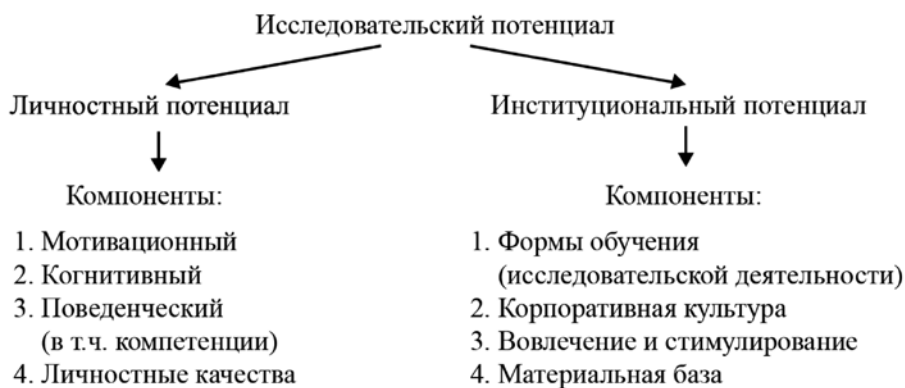 Исследовательский потенциал
Личностный потенциал
Компоненты:
1. Мотивационный
2. Когнитивный
3. Поведенческий
(в т.ч. компетенции)
4. Личностные качества
Институциональный потенциал
Компоненты:
1. Формы обучения
(исследовательской деятельности)
2. Корпоративная культура
3. Вовлечение и стимулирование
4. Материальная база